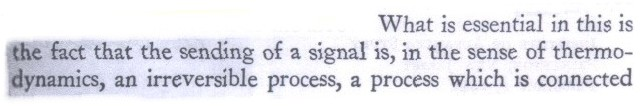 What is essential in this is
the fact that the sending of a signal is, in the sense of thermo-
dynamics, an irreversible process, a process which is connected